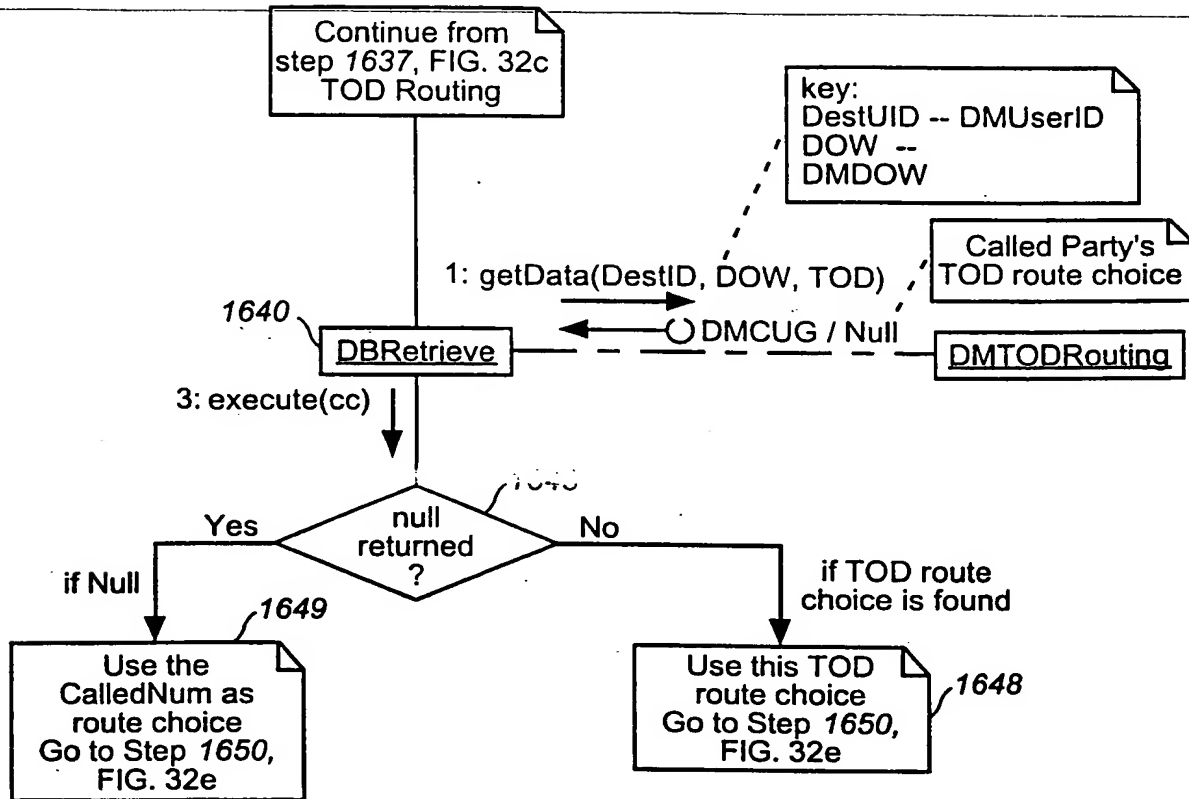 Continue from
step 1637, FIG. 32c
TOD Routing
key:
DestUID -- DMUserID
DOW --
DMDOW
Called Party's
TOD route choice
1: getData(DestID, DOW, TOD)
DMCUG / Null
1640
DBRetrieve
DMTODRouting
3: execute(cc)
null
returned
?
Yes
No
if Null
if TOD route
choice is found
1649
Use the
CalledNum as
route choice
Go to Step 1650,
FIG. 32e
Use this TOD
route choice
Go to Step 1650,
FIG. 32e
1648